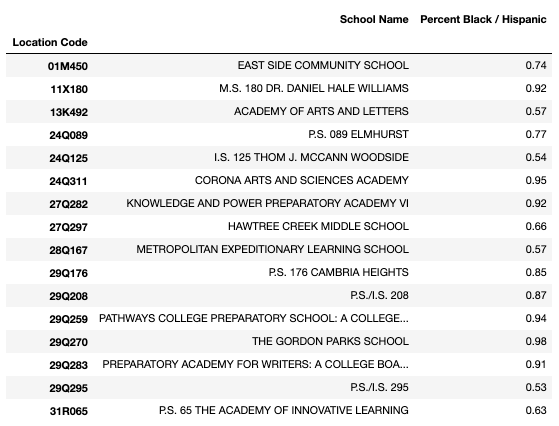 School Name Percent Black / Hispanic
Location Code
01M450 EAST SIDE COMMUNITY SCHOOL 0.74
11X180 M.S. 180 DR. DANIEL HALE WILLIAMS 0.92
13K492 ACADEMY OF ARTS AND LETTERS 0.57
24Q089 P.S. 089 ELMHURST 0.77
24Q125 I.S. 125 THOM J. MCCANN WOODSIDE 0.54
24Q311 CORONA ARTS AND SCIENCES ACADEMY 0.95
27Q282 KNOWLEDGE AND POWER PREPARATORY ACADEMY VI 0.92
27Q297 HAWTREE CREEK MIDDLE SCHOOL 0.66
28Q167 METROPOLITAN EXPEDITIONARY LEARNING SCHOOL 0.57
29Q176 P.S. 176 CAMBRIA HEIGHTS 0.85
29Q208 P.S./I.S. 208 0.87
29Q259 PATHWAYS COLLEGE PREPARATORY SCHOOL: A COLLEGE... 0.94
29Q270 THE GORDON PARKS SCHOOL 0.98
29Q283 PREPARATORY ACADEMY FOR WRITERS: A COLLEGE BOA... 0.91
29Q295 P.S./I.S. 295 0.53
31R065 P.S. 65 THE ACADEMY OF INNOVATIVE LEARNING 0.63